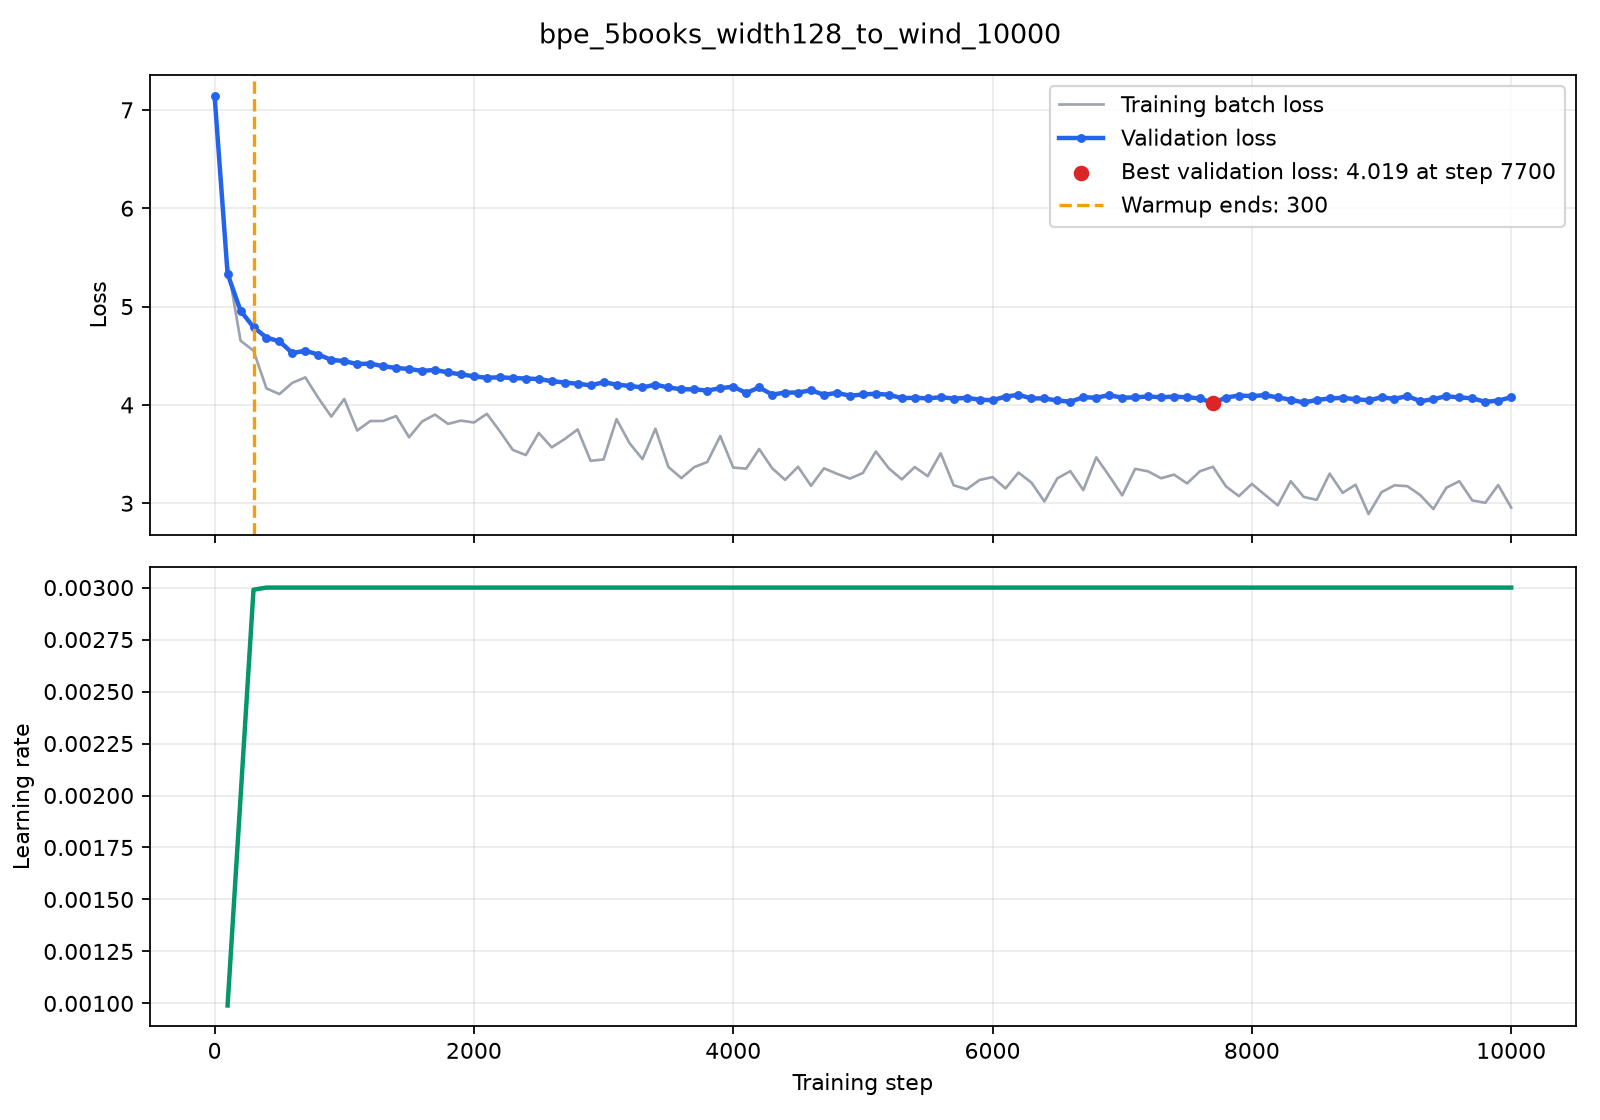 bpe_5books_width128_to_wind_10000
7
6
5
4
3
Loss
Training batch loss
Validation loss
Best validation loss: 4.019 at step 7700
Warmup ends: 300
0.00300
0.00275
0.00250
0.00225
0.00200
0.00175
0.00150
0.00125
0.00100
Learning rate
0 2000 4000 6000 8000 10000
Training step